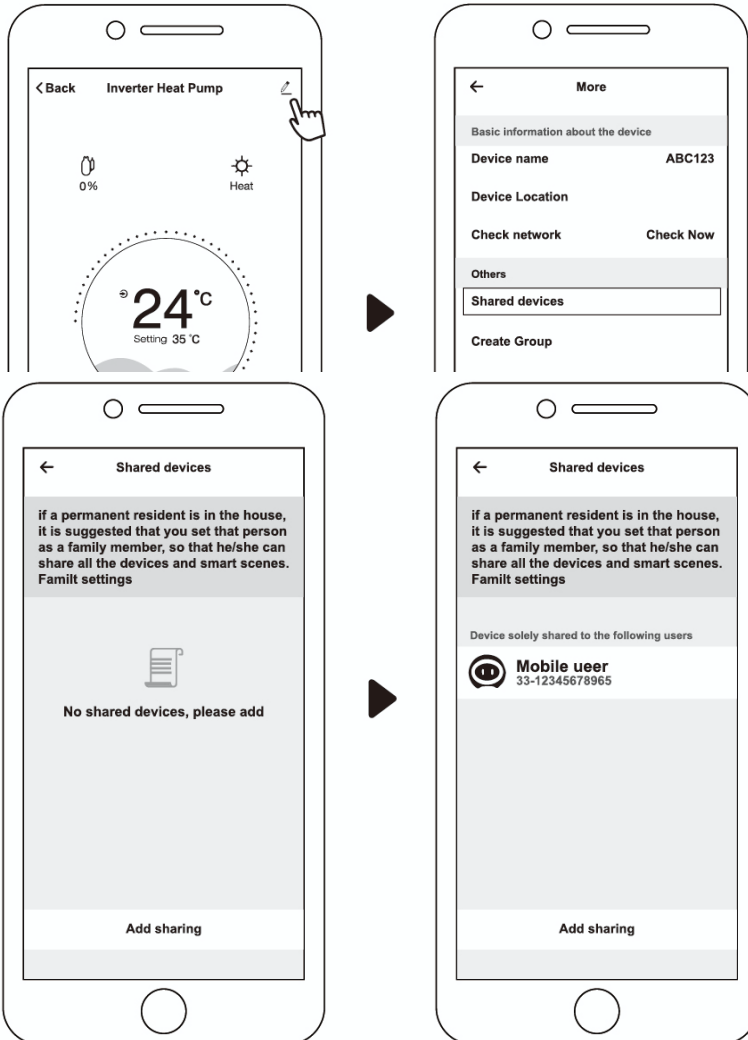 < Back Inverter Heat Pump
0% Heat
24°C
Setting 35 °C
← More
Basic information about the device
Device name ABC123
Device Location
Check network Check Now
Others
Shared devices
Create Group
← Shared devices
if a permanent resident is in the house,
it is suggested that you set that person
as a family member, so that he/she can
share all the devices and smart scenes.
Familt settings
No shared devices, please add
Add sharing
← Shared devices
if a permanent resident is in the house,
it is suggested that you set that person
as a family member, so that he/she can
share all the devices and smart scenes.
Familt settings
Device solely shared to the following users
Mobile ueer
33-12345678965
Add sharing